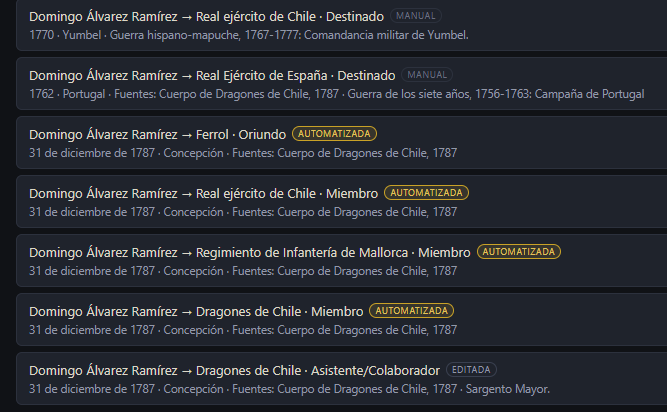 Domingo Álvarez Ramírez → Real ejército de Chile · Destinado MANUAL
1770 · Yumbel · Guerra hispano-mapuche, 1767-1777: Comandancia militar de Yumbel.
Domingo Álvarez Ramírez → Real Ejército de España · Destinado MANUAL
1762 · Portugal · Fuentes: Cuerpo de Dragones de Chile, 1787 · Guerra de los siete años, 1756-1763: Campaña de Portugal
Domingo Álvarez Ramírez → Ferrol · Oriundo AUTOMATIZADA
31 de diciembre de 1787 · Concepción · Fuentes: Cuerpo de Dragones de Chile, 1787
Domingo Álvarez Ramírez → Real ejército de Chile · Miembro AUTOMATIZADA
31 de diciembre de 1787 · Concepción · Fuentes: Cuerpo de Dragones de Chile, 1787
Domingo Álvarez Ramírez → Regimiento de Infantería de Mallorca · Miembro AUTOMATIZADA
31 de diciembre de 1787 · Concepción · Fuentes: Cuerpo de Dragones de Chile, 1787
Domingo Álvarez Ramírez → Dragones de Chile · Miembro AUTOMATIZADA
31 de diciembre de 1787 · Concepción · Fuentes: Cuerpo de Dragones de Chile, 1787
Domingo Álvarez Ramírez → Dragones de Chile · Asistente/Colaborador EDITADA
31 de diciembre de 1787 · Concepción · Fuentes: Cuerpo de Dragones de Chile, 1787 · Sargento Mayor.